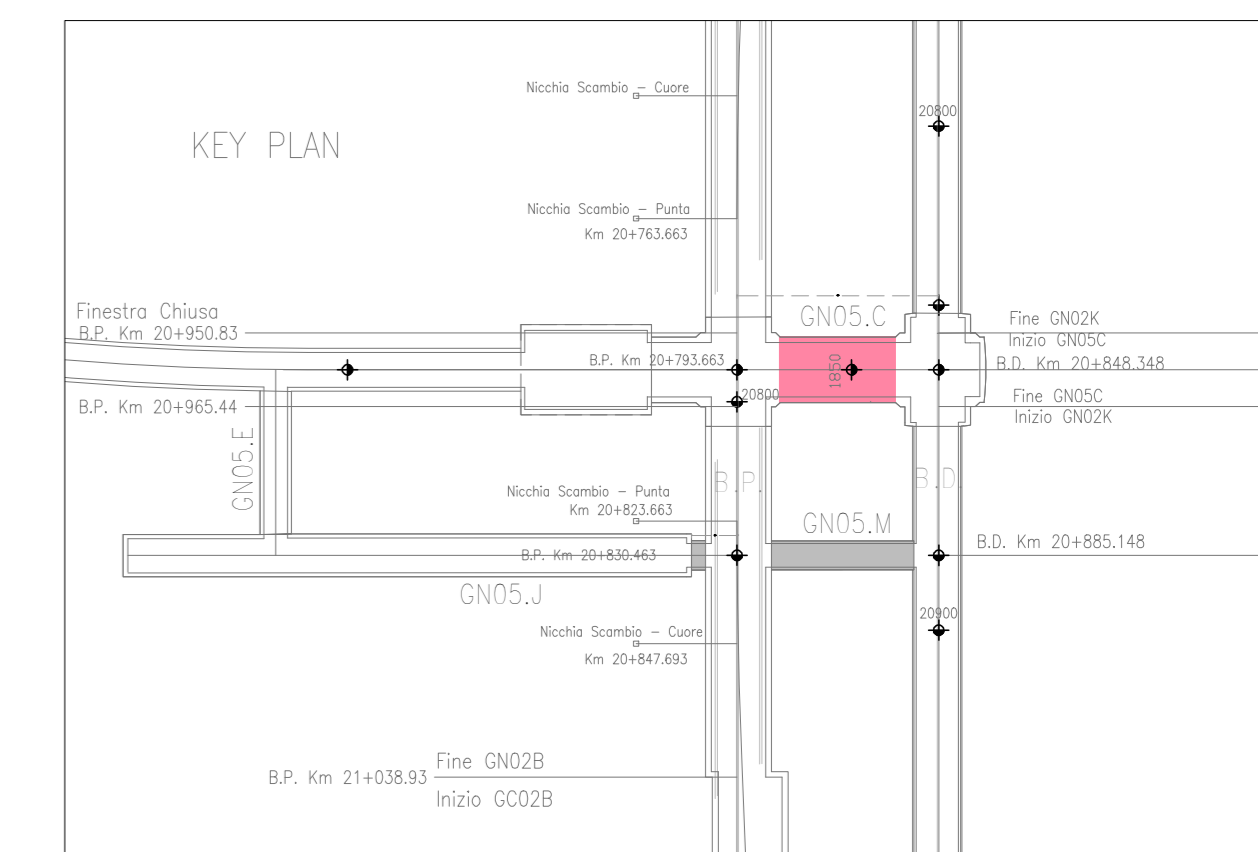 Nicchia Scambio - Cuore
20800
KEY PLAN
Nicchia Scambio - Punta
Km 20+763.663
Finestra Chiusa
B.P. Km 20+950.83
GN05.C
Fine GN02K
Inizio GN05C
B.P. Km 20+793.663
1850
B.D. Km 20+848.348
20800
B.P. Km 20+965.44
Fine GN05C
Inizio GN02K
GN05.E
B.P.
B.D.
Nicchia Scambio - Punta
Km 20+823.663
GN05.M
B.P. Km 20+830.463
B.D. Km 20+885.148
GN05.J
20900
Nicchia Scambio - Cuore
Km 20+847.693
Fine GN02B
B.P. Km 21+038.93
Inizio GC02B